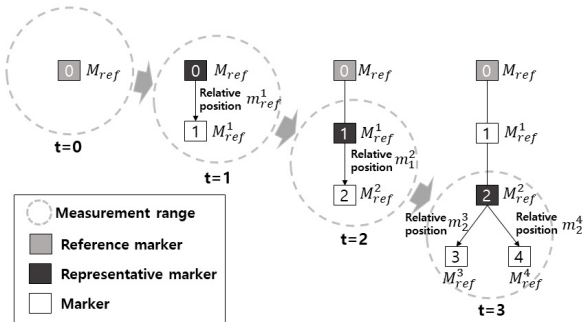 0 M_ref
t=0
0 M_ref
Relative
position m^1_ref
1 M^1_ref
t=1
0 M_ref
1 M^1_ref
Relative
position m^2_1
2 M^2_ref
t=2
0 M_ref
1 M^1_ref
2 M^2_ref
Relative
position m^3_2
Relative
position m^4_2
3 4
M^3_ref M^4_ref
t=3
Measurement range
Reference marker
Representative marker
Marker